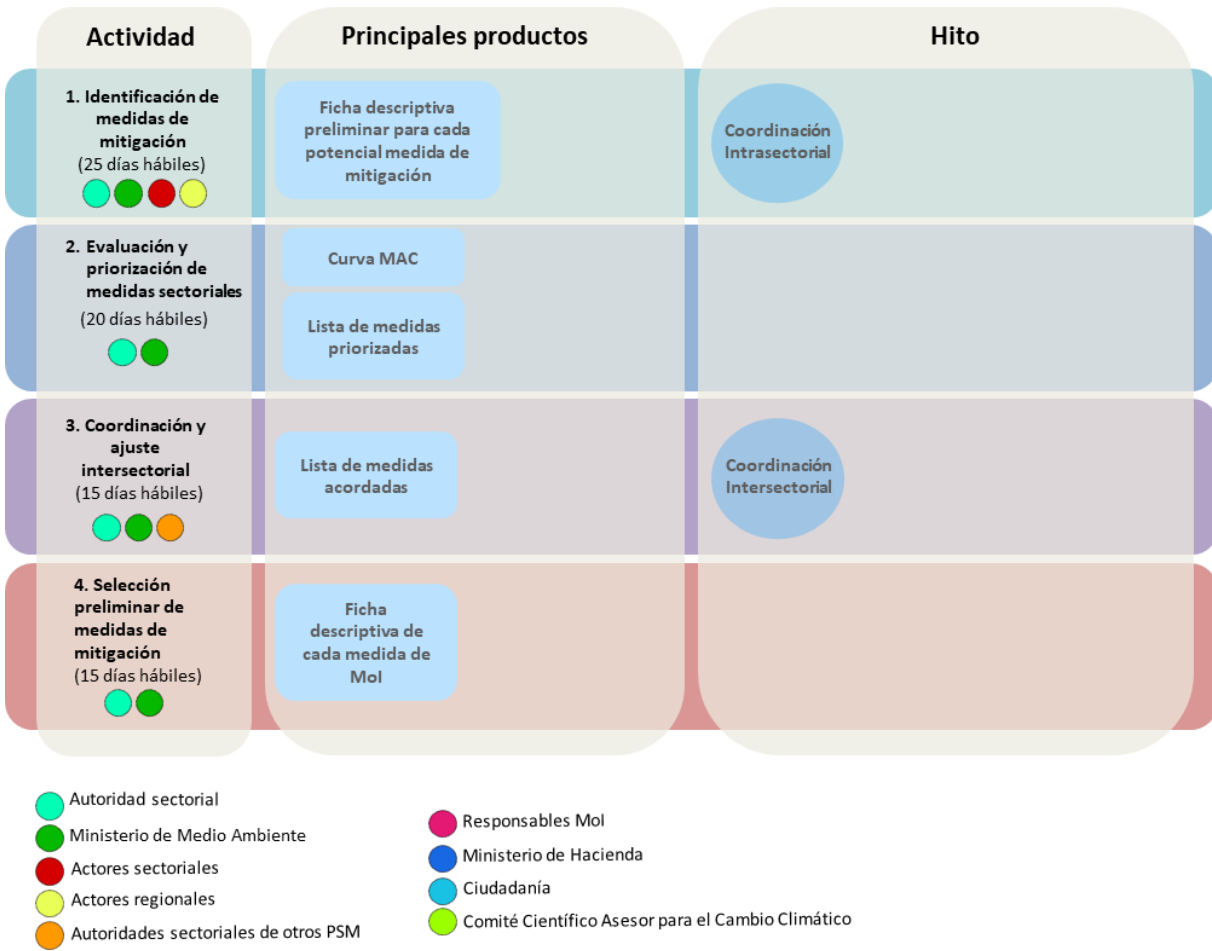 Actividad
Principales productos
Hito
1. Identificación de
medidas de
mitigación
(25 días hábiles)
Ficha descriptiva
preliminar para cada
potencial medida de
mitigación
Coordinación
Intrasectorial
2. Evaluación y
priorización de
medidas sectoriales
(20 días hábiles)
Curva MAC
Lista de medidas
priorizadas
3. Coordinación y
ajuste
intersectorial
(15 días hábiles)
Lista de medidas
acordadas
Coordinación
Intersectorial
4. Selección
preliminar de
medidas de
mitigación
(15 días hábiles)
Ficha
descriptiva de
cada medida de
MoI
Autoridad sectorial
Ministerio de Medio Ambiente
Actores sectoriales
Actores regionales
Autoridades sectoriales de otros PSM
Responsables MoI
Ministerio de Hacienda
Ciudadanía
Comité Científico Asesor para el Cambio Climático